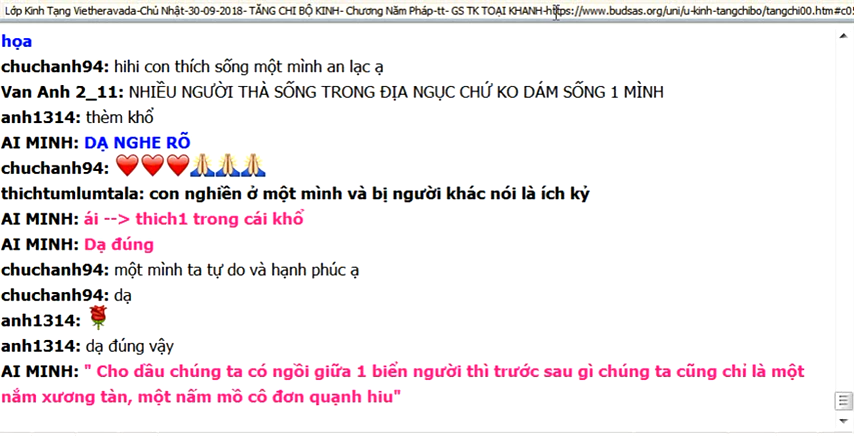 Lớp Kinh Tạng Vietheravada-Chủ Nhật-30-09-2018- TĂNG CHI BỘ KINH- Chương Năm Pháp-tt- GS TK TOẠI KHANH-https://www.budsas.org/uni/u-kinh-tangchibo/tangchi00.htm#c05
họa
chuchanh94: hihi con thích sống một mình an lạc ạ
Van Anh 2_11: NHIỀU NGƯỜI THÀ SỐNG TRONG ĐỊA NGỤC CHỨ KO DÁM SỐNG 1 MÌNH
anh1314: thèm khổ
AI MINH: DẠ NGHE RÕ
chuchanh94: ❤️❤️❤️🙏🙏🙏
thichtumlumtala: con nghiền ở một mình và bị người khác nói là ích kỷ
AI MINH: ái --> thich1 trong cái khổ
AI MINH: Dạ đúng
chuchanh94: một mình ta tự do và hạnh phúc ạ
chuchanh94: dạ
anh1314: 🌹
anh1314: dạ đúng vậy
AI MINH: " Cho dầu chúng ta có ngồi giữa 1 biển người thì trước sau gì chúng ta cũng chỉ là một
nắm xương tàn, một nấm mồ cô đơn quạnh hiu"